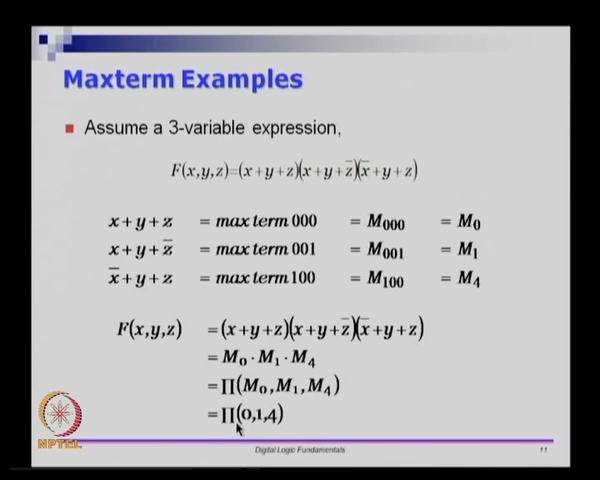 Maxterm Examples
Assume a 3-variable expression,
F(x,y,z)=(x+y+z)(x+y+z̅)(x̅+y+z)
x+y+z = max term 000 = M₀₀₀ = M₀
x+y+z̅ = max term 001 = M₀₀₁ = M₁
x̅+y+z = max term 100 = M₁₀₀ = M₄
F(x,y,z) =(x+y+z)(x+y+z̅)(x̅+y+z)
= M₀·M₁·M₄
= ∏(M₀,M₁,M₄)
= ∏(0,1,4)
NPTEL
Digital Logic Fundamentals 11